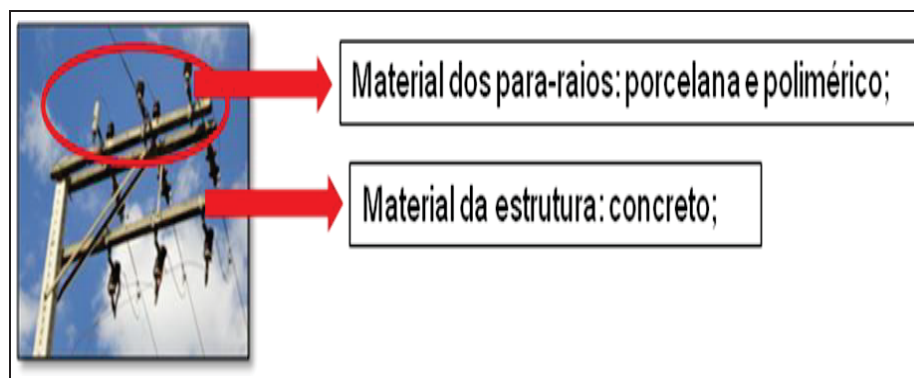 Material dos para-raios: porcelana e polimérico;
Material da estrutura: concreto;